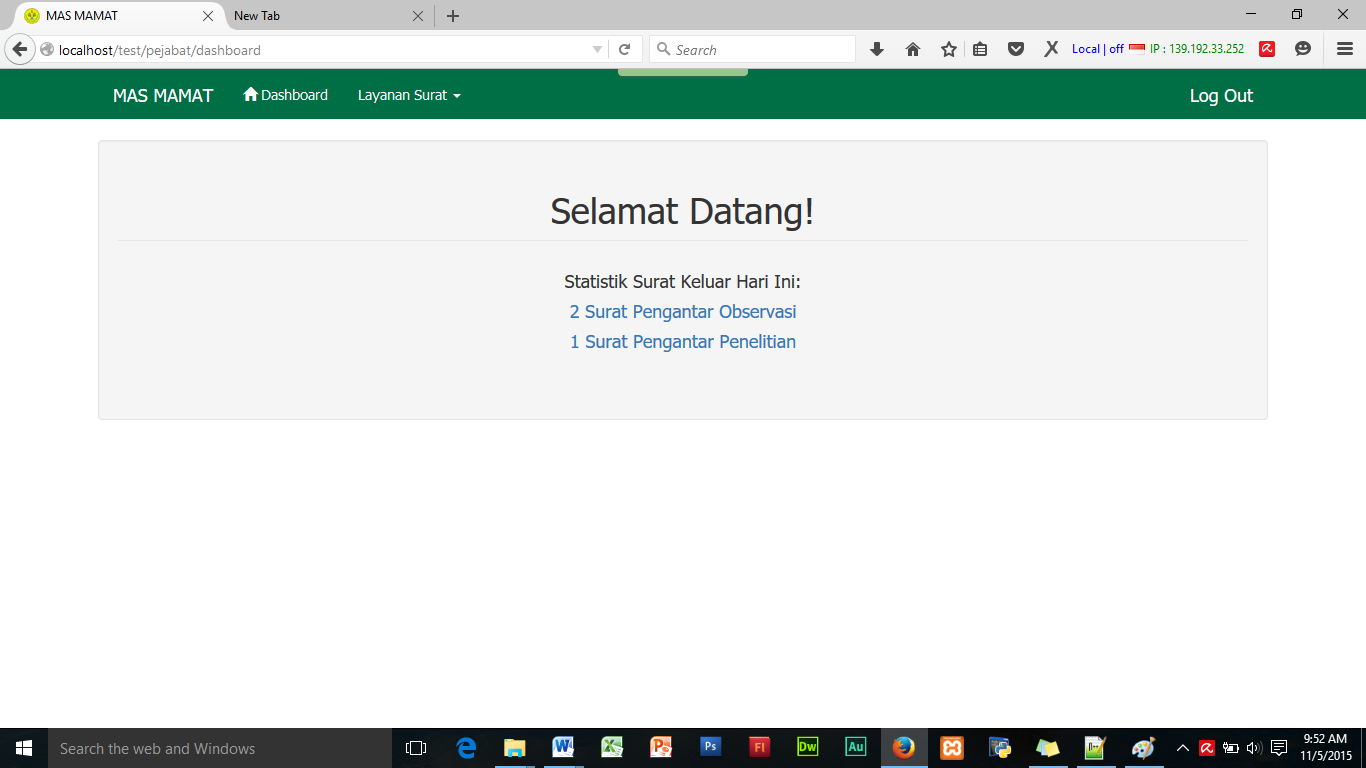 MAS MAMAT
New Tab
localhost/test/pejabat/dashboard
Search
Local | off
IP : 139.192.33.252
MAS MAMAT
Dashboard
Layanan Surat
Log Out
Selamat Datang!
Statistik Surat Keluar Hari Ini:
2 Surat Pengantar Observasi
1 Surat Pengantar Penelitian
Search the web and Windows
Ps
Fl
Dw
Au
9:52 AM
11/5/2015